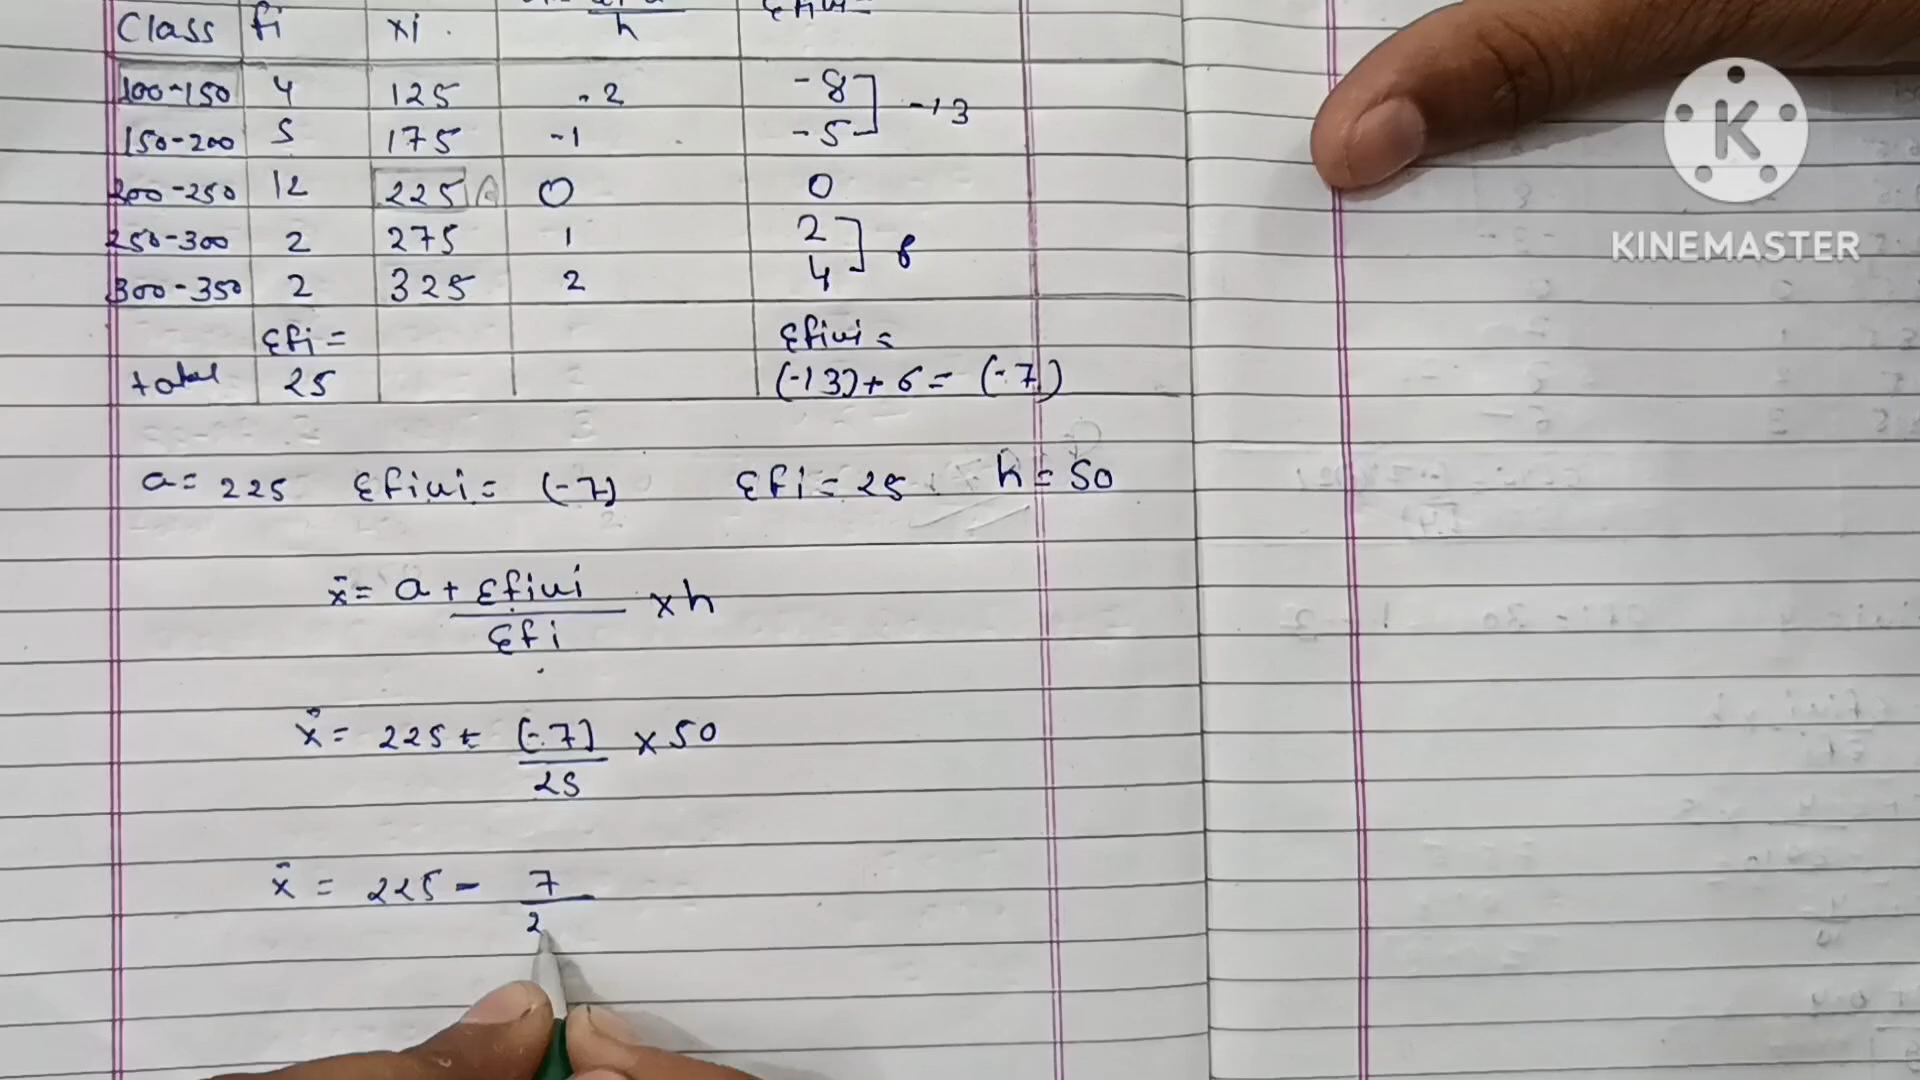 Class fi xi h
100-150 4 125 -2 -8
-13
150-200 5 175 -1 -5
200-250 12 225 A 0 0
250-300 2 275 1 2
6
300-350 2 325 2 4
Σfi = Σfiui =
total 25 (-13)+6 = (-7)
a = 225 Σfiui = (-7) Σfi = 25 h = 50
x̄ = a + Σfiui × h
Σfi
x̄ = 225 + (-7) × 50
25
x̄ = 225 - 7
2
K
KINEMASTER